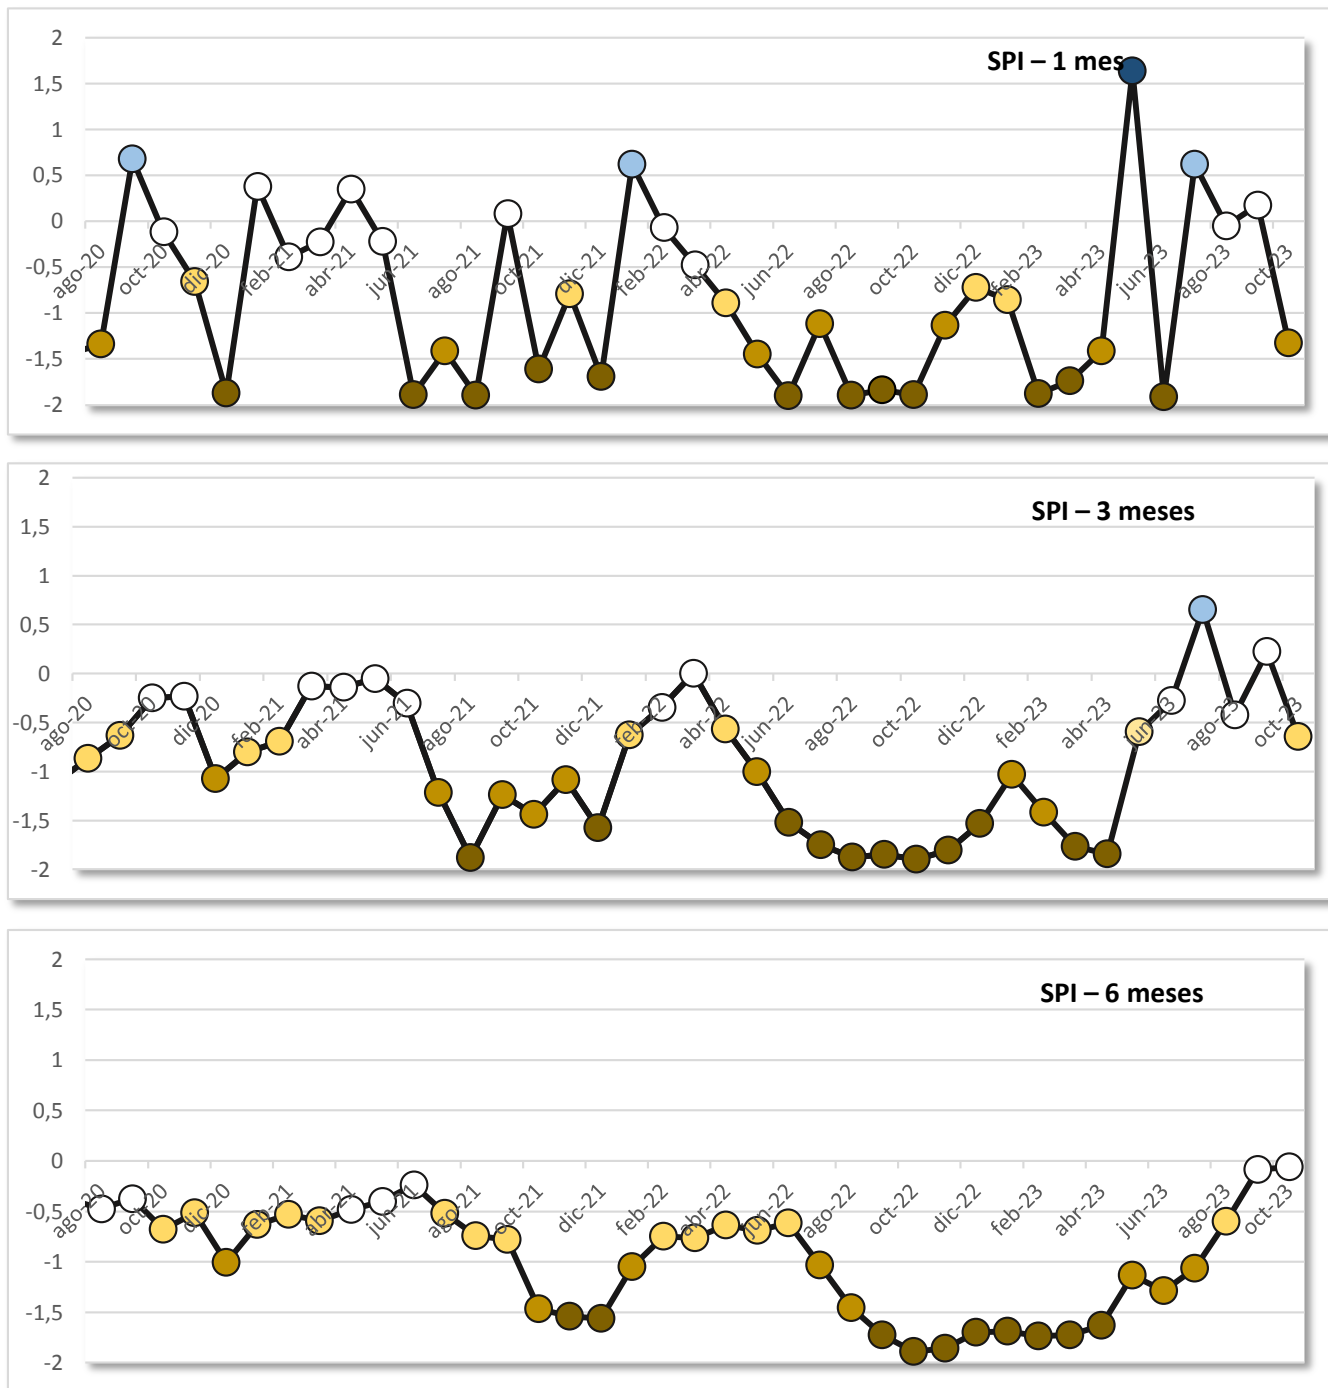 SPI – 1 mes
2
1,5
1
0,5
0
-0,5
-1
-1,5
-2
ago-20
oct-20
dic-20
feb-21
abr-21
jun-21
ago-21
oct-21
dic-21
feb-22
abr-22
jun-22
ago-22
oct-22
dic-22
feb-23
abr-23
jun-23
ago-23
oct-23
SPI – 3 meses
2
1,5
1
0,5
0
-0,5
-1
-1,5
-2
ago-20
oct-20
dic-20
feb-21
abr-21
jun-21
ago-21
oct-21
dic-21
feb-22
abr-22
jun-22
ago-22
oct-22
dic-22
feb-23
abr-23
jun-23
ago-23
oct-23
SPI – 6 meses
2
1,5
1
0,5
0
-0,5
-1
-1,5
-2
ago-20
oct-20
dic-20
feb-21
abr-21
jun-21
ago-21
oct-21
dic-21
feb-22
abr-22
jun-22
ago-22
oct-22
dic-22
feb-23
abr-23
jun-23
ago-23
oct-23